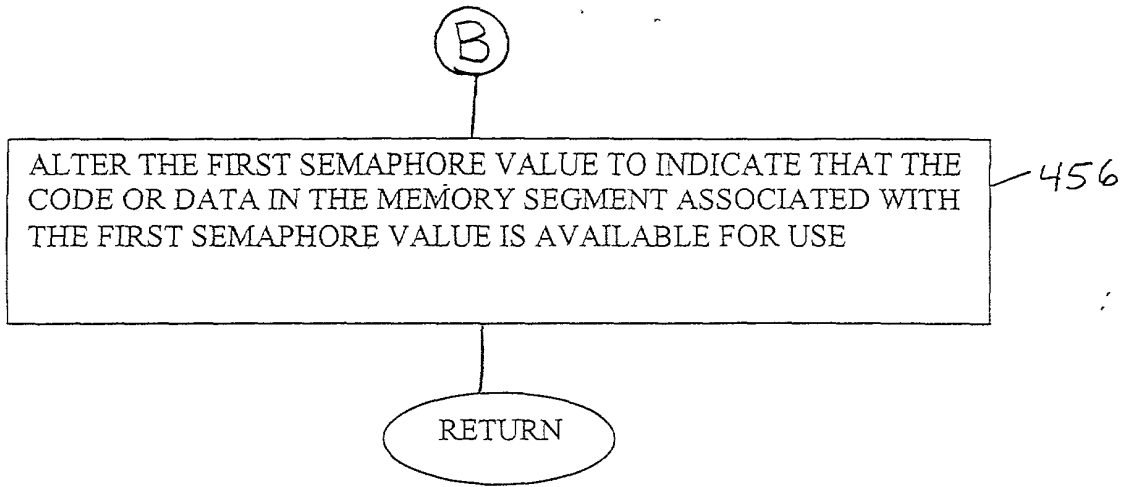 B
ALTER THE FIRST SEMAPHORE VALUE TO INDICATE THAT THE
CODE OR DATA IN THE MEMORY SEGMENT ASSOCIATED WITH
THE FIRST SEMAPHORE VALUE IS AVAILABLE FOR USE
456
RETURN